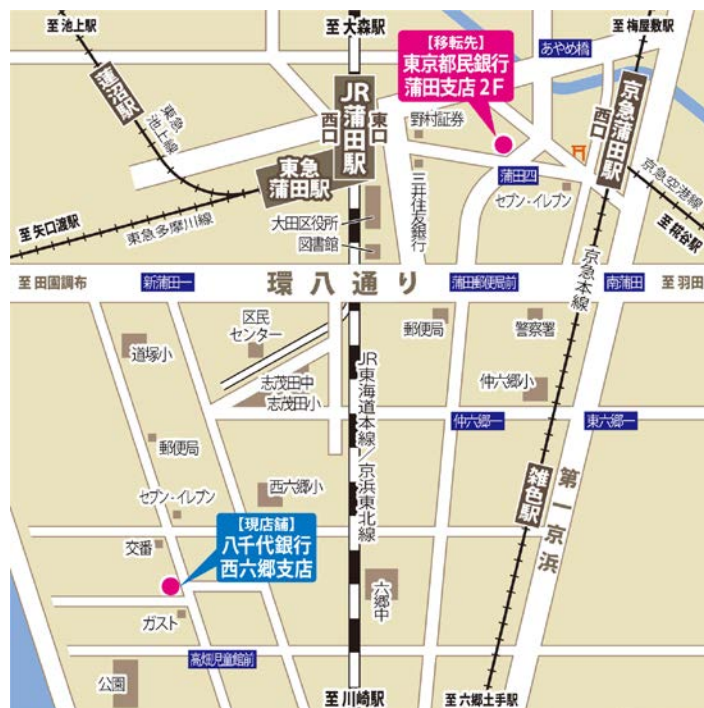 至 池上駅
至 大森駅
至 梅屋敷駅
【移転先】
東京都民銀行
蒲田支店 2F
あやめ橋
蓮沼駅
東急
池上線
JR蒲田駅
西口
東口
野村証券
西口
京急蒲田駅
東急
蒲田駅
三井住友銀行
蒲田四
セブン-イレブン
京急空港線
至 矢口渡駅
東急多摩川線
大田区役所
図書館
京急本線
至 糀谷駅
至 田園調布
新蒲田一
環八通り
蒲田郵便局前
南蒲田
至 羽田
道塚小
区民
センター
郵便局
警察署
志茂田中
志茂田小
JR東海道本線/京浜東北線
仲六郷小
仲六郷一
東六郷一
郵便局
セブン-イレブン
西六郷小
雑色駅
第一京浜
【現店舗】
八千代銀行
西六郷支店
交番
六郷中
ガスト
高畑児童館前
公園
至 川崎駅
至 六郷土手駅